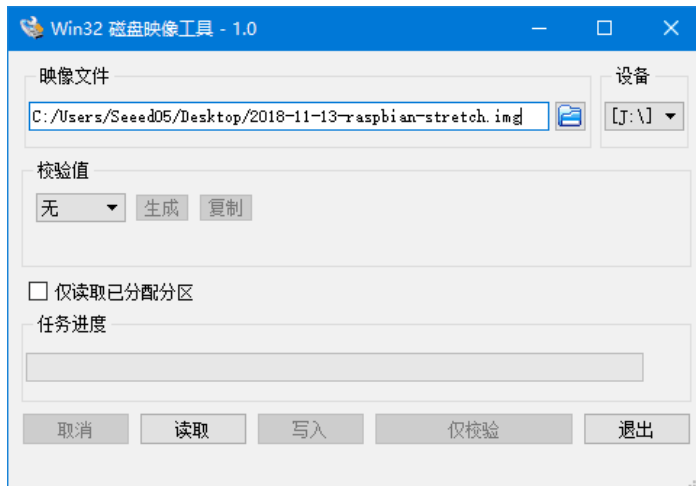 Win32 磁盘映像工具 - 1.0
映像文件
设备
C:/Users/Seeed05/Desktop/2018-11-13-raspbian-stretch.img
[J:\]
校验值
无 生成 复制
仅读取已分配分区
任务进度
取消 读取 写入 仅校验 退出